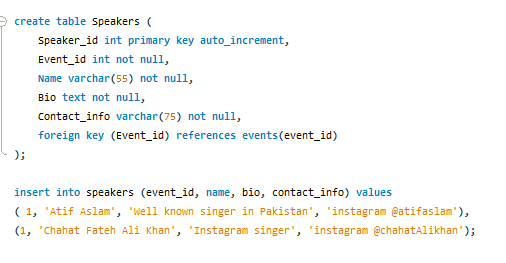 create table Speakers (
Speaker_id int primary key auto_increment,
Event_id int not null,
Name varchar(55) not null,
Bio text not null,
Contact_info varchar(75) not null,
foreign key (Event_id) references events(event_id)
);
insert into speakers (event_id, name, bio, contact_info) values
( 1, 'Atif Aslam', 'Well known singer in Pakistan', 'instagram @atifaslam'),
(1, 'Chahat Fateh Ali Khan', 'Instagram singer', 'instagram @chahatAlikhan');